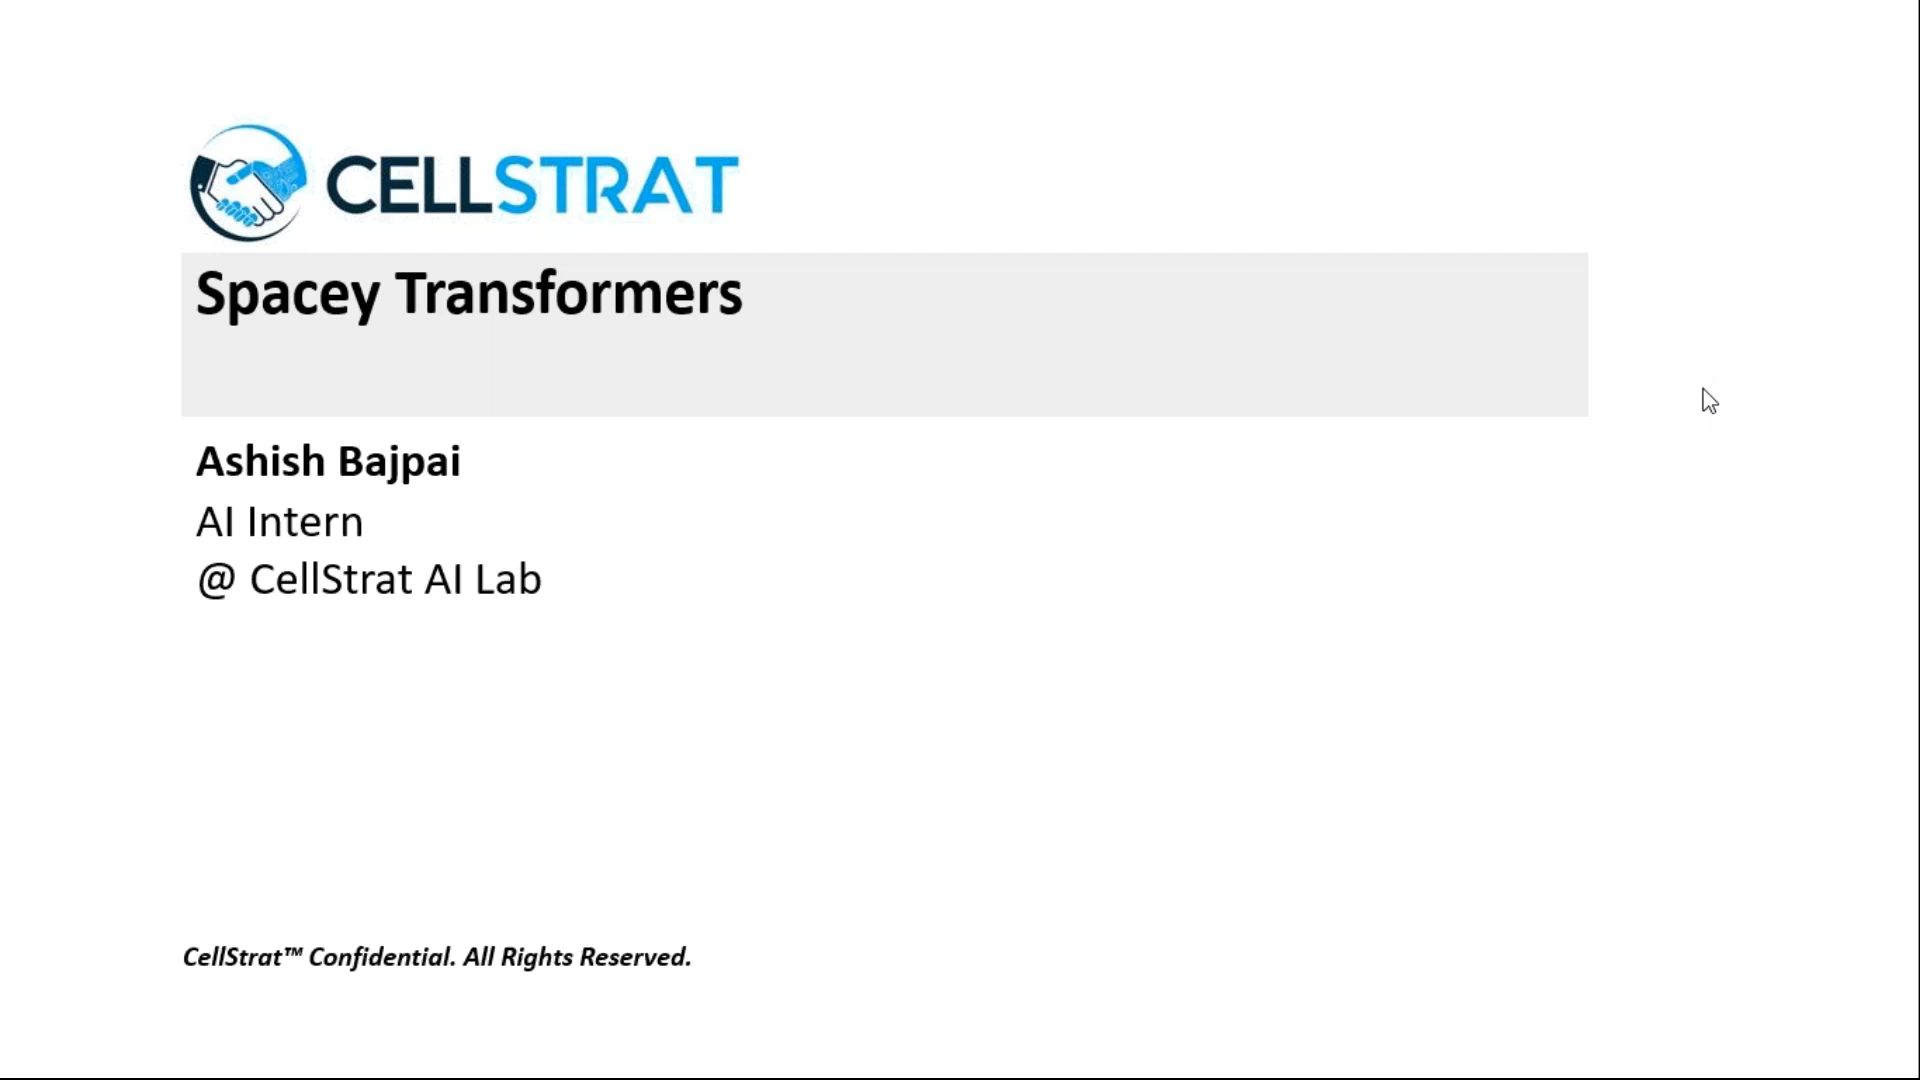 CELLSTRAT
Spacey Transformers
Ashish Bajpai
AI Intern
@ CellStrat AI Lab
CellStrat™ Confidential. All Rights Reserved.